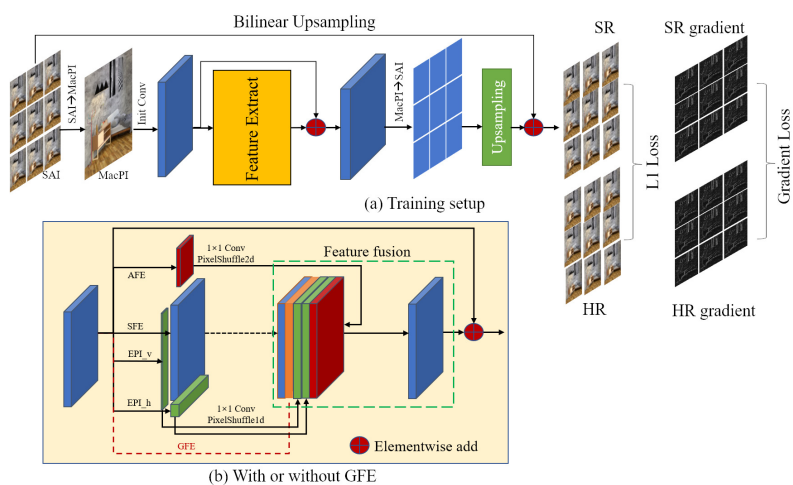 Bilinear Upsampling
SR
SR gradient
SAI→MacPI
Init Conv
Feature Extract
MacPI→SAI
Upsampling
SAI
MacPI
L1 Loss
Gradient Loss
(a) Training setup
1×1 Conv
PixelShuffle2d
Feature fusion
AFE
SFE
EPI_v
EPI_h
1×1 Conv
PixelShuffle1d
GFE
Elementwise add
HR
HR gradient
(b) With or without GFE